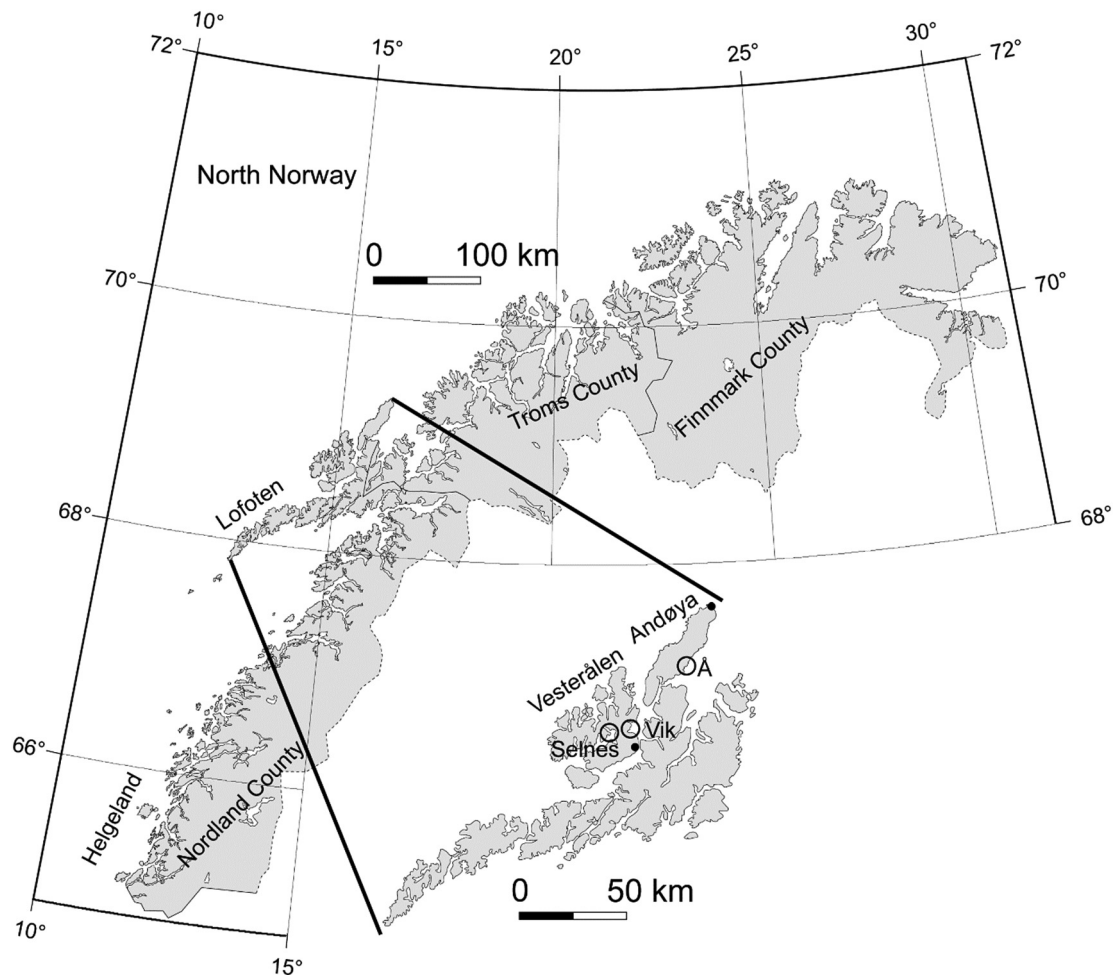 10°
15°
20°
25°
30°
72°
72°
North Norway
0 100 km
70°
70°
Troms County
Finnmark County
Lofoten
68°
68°
Andøya
Å
Vesterålen
Vik
Selnes
66°
Nordland County
Helgeland
0 50 km
10°
15°